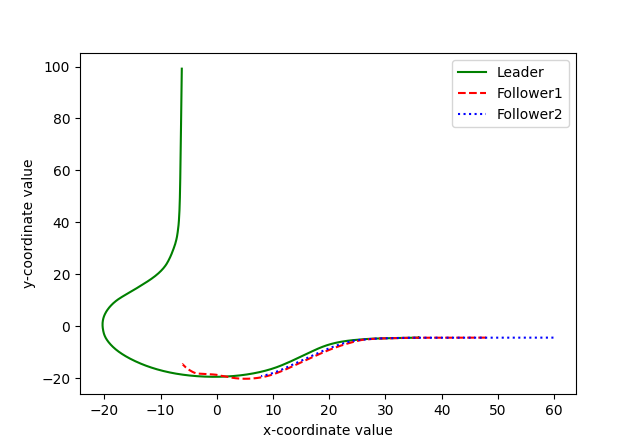 Leader
Follower1
Follower2
100
80
60
40
20
0
−20
y-coordinate value
−20 −10 0 10 20 30 40 50 60
x-coordinate value